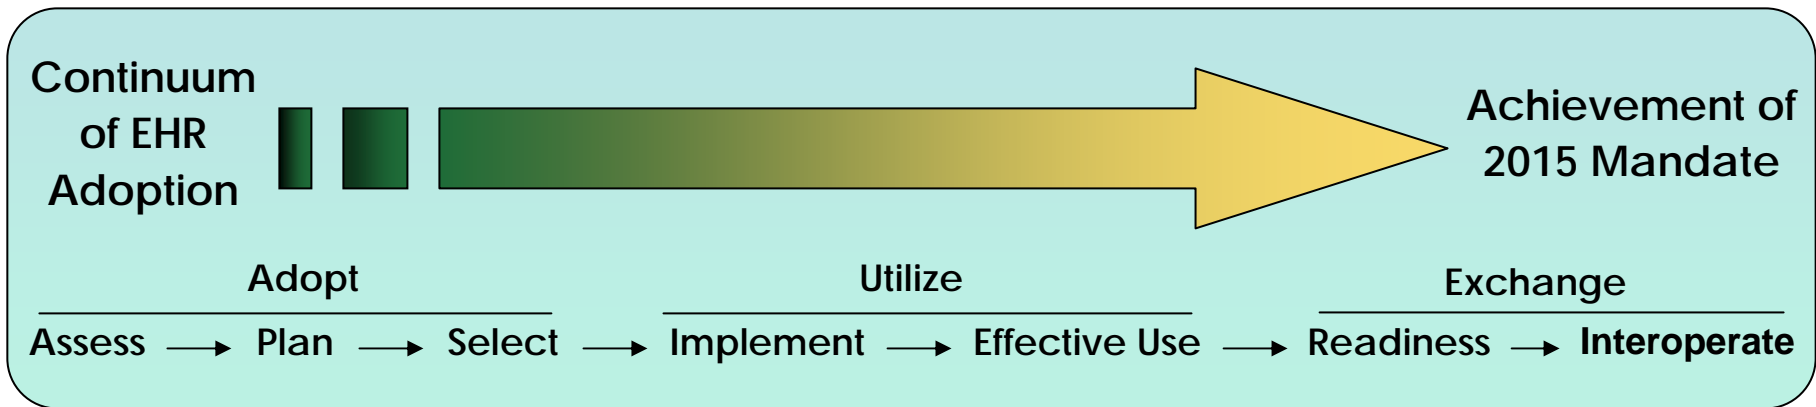 Continuum
of EHR
Adoption
Achievement of
2015 Mandate
Adopt
Utilize
Exchange
Assess → Plan → Select → Implement → Effective Use → Readiness → Interoperate